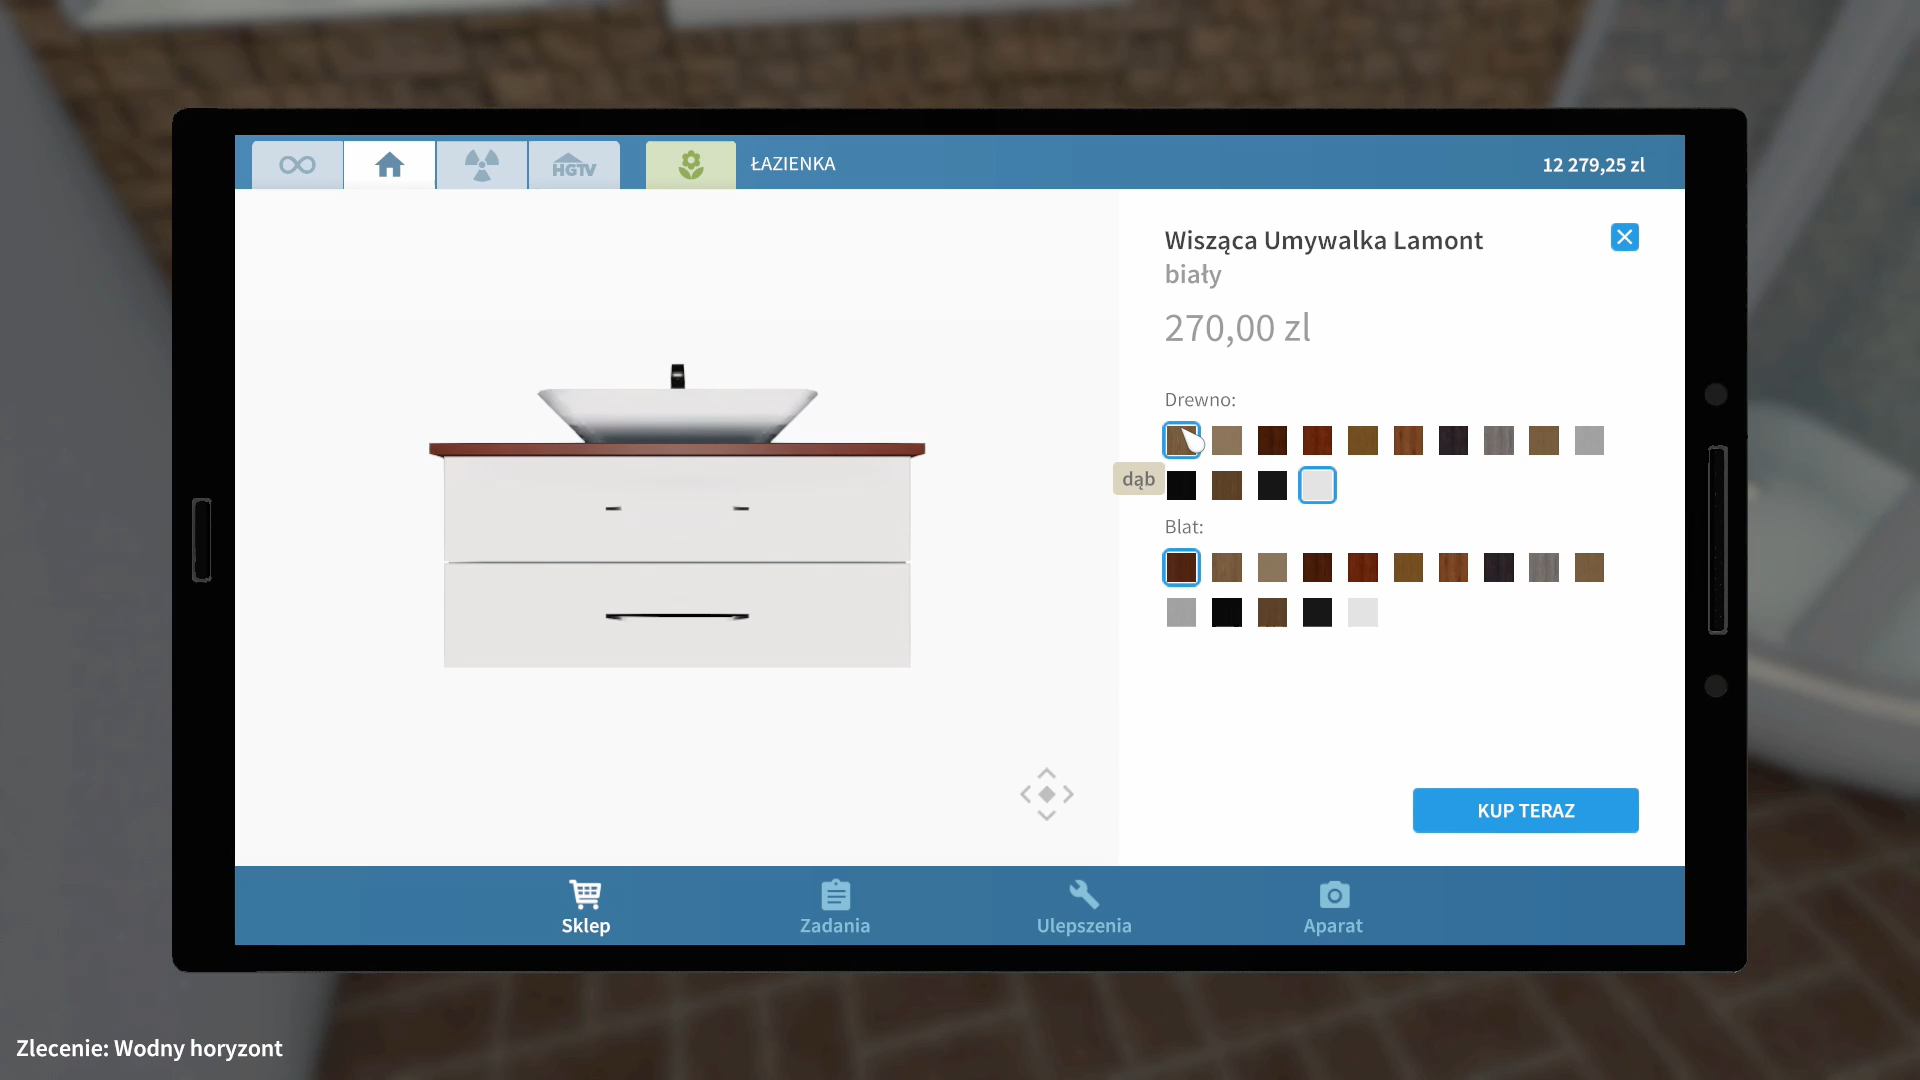 HGTV
ŁAZIENKA
12 279,25 zl
Wisząca Umywalka Lamont
biały
270,00 zl
Drewno:
dąb
Blat:
KUP TERAZ
Sklep
Zadania
Ulepszenia
Aparat
Zlecenie: Wodny horyzont